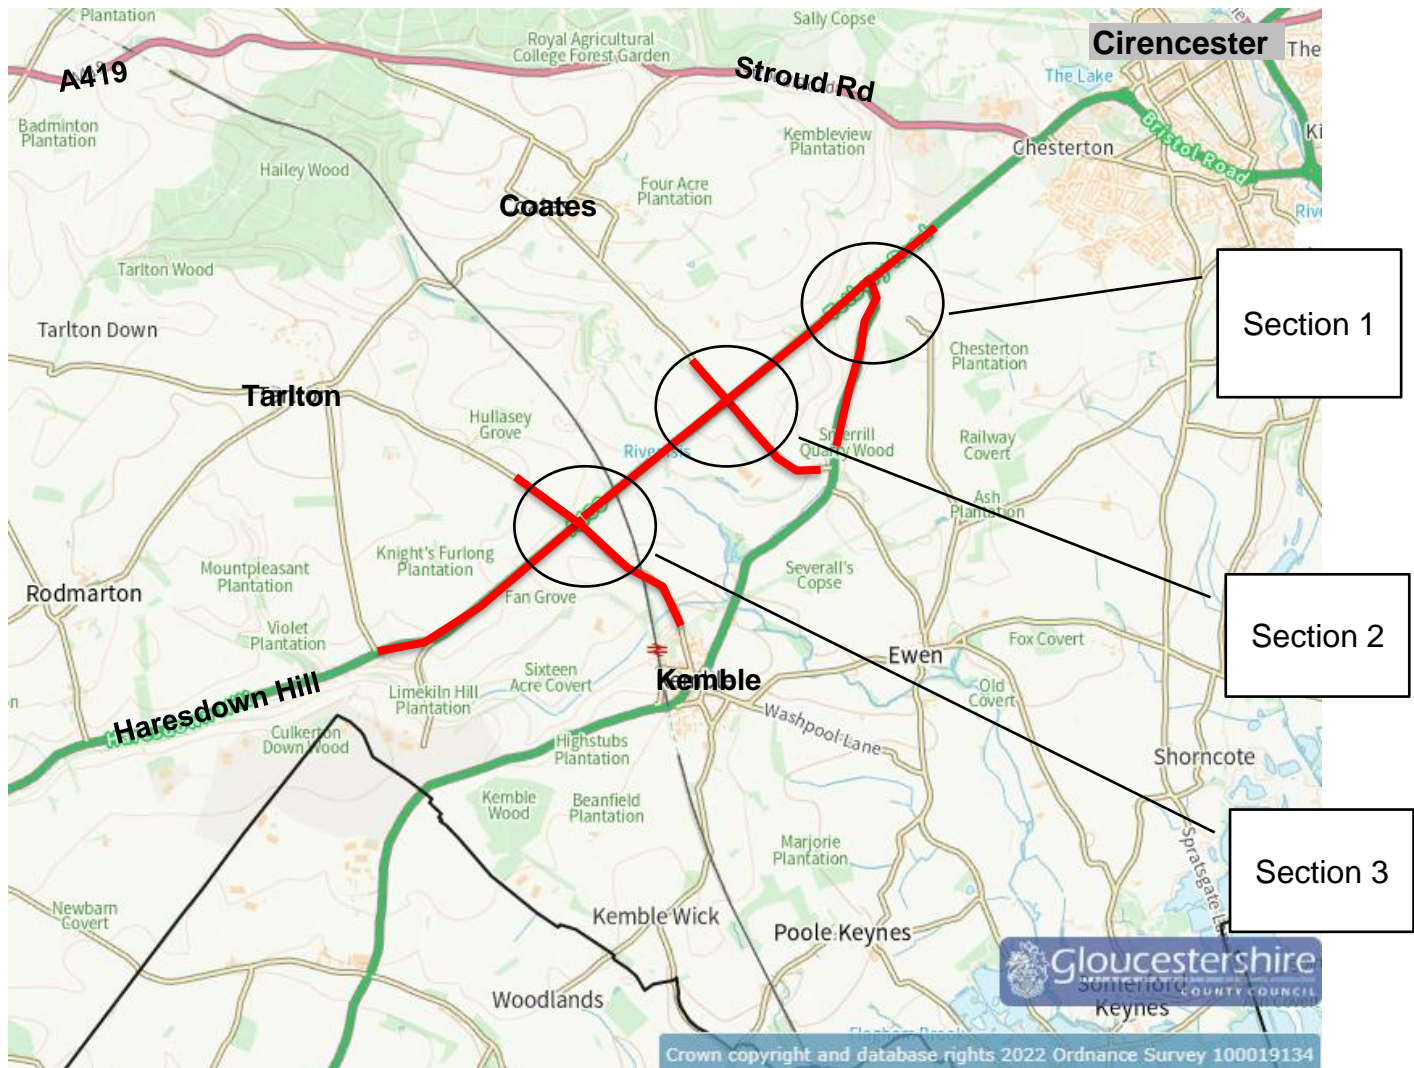 Plantation
Sally Copse
Cirencester
The
Royal Agricultural
College Forest Garden
A419
Stroud Rd
The Lake
Badminton
Plantation
Kembleview
Plantation
Chesterton
Bristol Road
Hailey Wood
Four Acre
Plantation
Coates
Tarlton Wood
Section 1
Tarlton Down
Chesterton
Plantation
Tarlton
Hullasey
Grove
Railway
Covert
Smerrill
Quarry Wood
Ash
Plantation
Knight's Furlong
Plantation
Mountpleasant
Plantation
Severall's
Copse
Rodmarton
Fan Grove
Violet
Plantation
Fox Covert
Section 2
Ewen
Sixteen
Acre Covert
Kemble
Limekiln Hill
Plantation
Old
Covert
Haresdown Hill
Washpool Lane
Culkerton
Down Wood
Highstubs
Plantation
Shorncote
Kemble
Wood
Beanfield
Plantation
Marjorie
Plantation
Spratsgate
Section 3
Newbarn
Covert
Kemble Wick
Poole Keynes
Gloucestershire
COUNTY COUNCIL
Keynes
Woodlands
Crown copyright and database rights 2022 Ordnance Survey 100019134